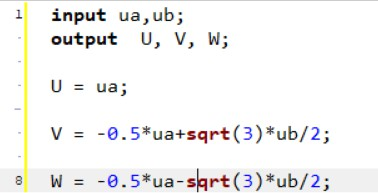 1 input ua,ub;
output  U, V, W;
U = ua;
V = -0.5*ua+sqrt(3)*ub/2;
8 W = -0.5*ua-sqrt(3)*ub/2;